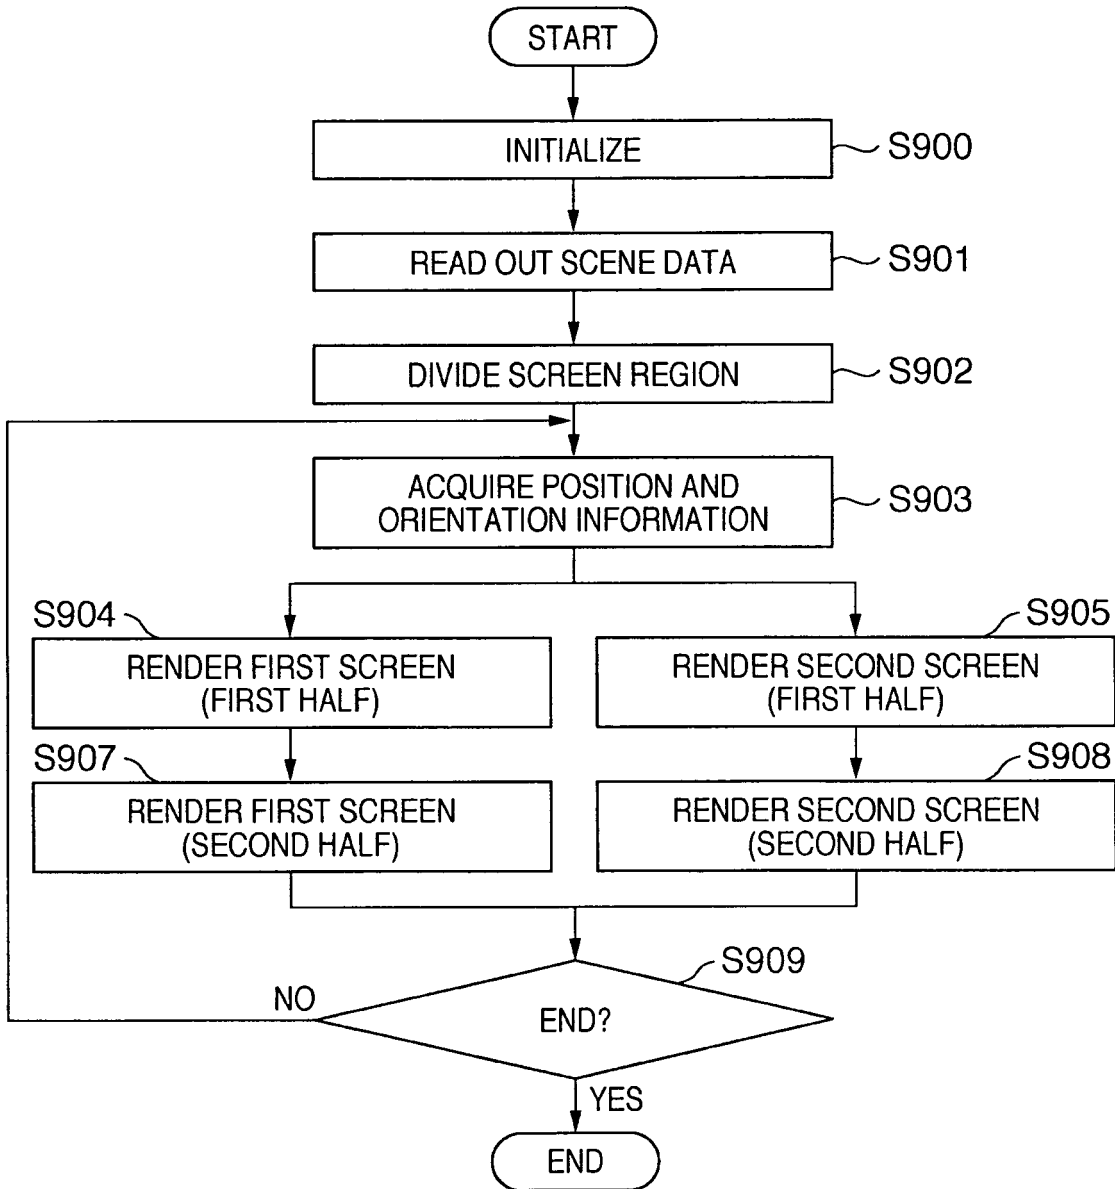 START
INITIALIZE
S900
READ OUT SCENE DATA
S901
DIVIDE SCREEN REGION
S902
ACQUIRE POSITION AND
ORIENTATION INFORMATION
S903
S904
RENDER FIRST SCREEN
(FIRST HALF)
S905
RENDER SECOND SCREEN
(FIRST HALF)
S907
RENDER FIRST SCREEN
(SECOND HALF)
S908
RENDER SECOND SCREEN
(SECOND HALF)
S909
END?
NO
YES
END